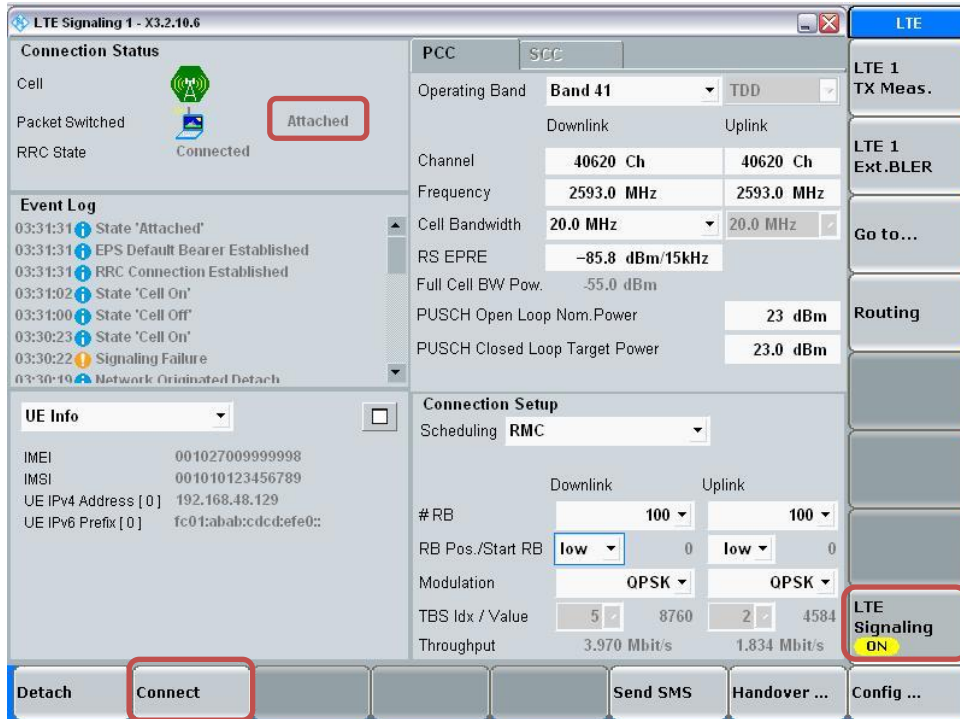 LTE Signaling 1 - X3.2.10.6
LTE
Connection Status
Cell
Packet Switched Attached
RRC State Connected
Event Log
03:31:31 State 'Attached'
03:31:31 EPS Default Bearer Established
03:31:31 RRC Connection Established
03:31:02 State 'Cell On'
03:31:00 State 'Cell Off'
03:30:23 State 'Cell On'
03:30:22 Signaling Failure
03:30:19 Network Originated Detach
UE Info
IMEI 001027009999998
IMSI 001010123456789
UE IPv4 Address [ 0 ] 192.168.48.129
UE IPv6 Prefix [ 0 ] fc01:abab:cdcd:efe0::
PCC SCC
Operating Band Band 41 TDD
Downlink Uplink
Channel 40620 Ch 40620 Ch
Frequency 2593.0 MHz 2593.0 MHz
Cell Bandwidth 20.0 MHz 20.0 MHz
RS EPRE -85.8 dBm/15kHz
Full Cell BW Pow. -55.0 dBm
PUSCH Open Loop Nom.Power 23 dBm
PUSCH Closed Loop Target Power 23.0 dBm
Connection Setup
Scheduling RMC
Downlink Uplink
# RB 100 100
RB Pos./Start RB low 0 low 0
Modulation QPSK QPSK
TBS Idx / Value 5 8760 2 4584
Throughput 3.970 Mbit/s 1.834 Mbit/s
LTE 1
TX Meas.
LTE 1
Ext.BLER
Go to...
Routing
LTE
Signaling
ON
Detach Connect Send SMS Handover ... Config ...